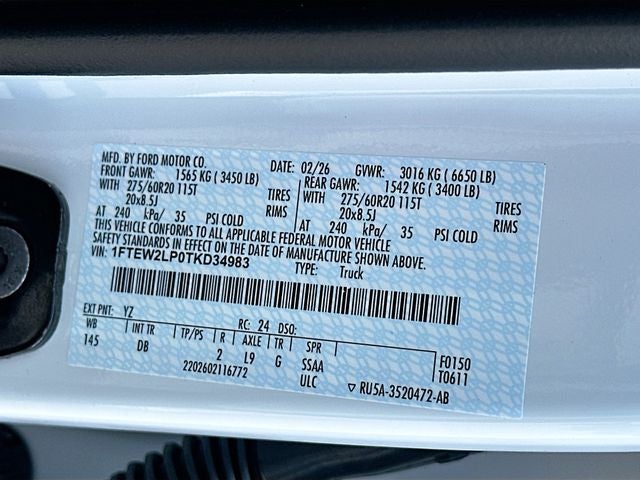 MFD. BY FORD MOTOR CO.
DATE: 02/26 GVWR: 3016 KG ( 6650 LB)
FRONT GAWR: 1565 KG ( 3450 LB) REAR GAWR: 1542 KG ( 3400 LB)
WITH 275/60R20 115T TIRES WITH 275/60R20 115T TIRES
20x8.5J RIMS 20x8.5J RIMS
AT 240 kPa/ 35 PSI COLD AT 240 kPa/ 35 PSI COLD
THIS VEHICLE CONFORMS TO ALL APPLICABLE FEDERAL MOTOR VEHICLE
SAFETY STANDARDS IN EFFECT ON THE DATE OF MANUFACTURE SHOWN ABOVE.
VIN: 1FTEW2LP0TKD34983
TYPE: Truck
EXT PNT: YZ RC: 24 DSO:
WB INT TR TP/PS R AXLE TR SPR
145 DB 2 L9 G SSAA
F0150
T0611
2202602116772 ULC
RU5A-3520472-AB